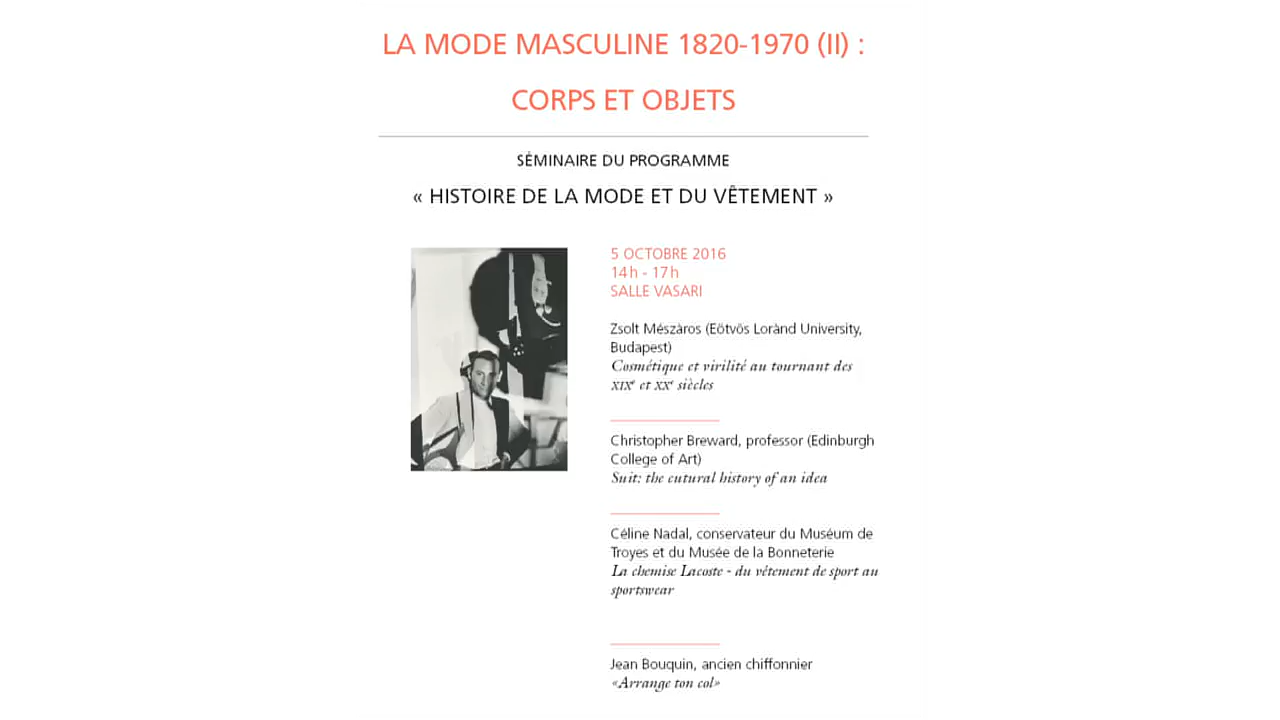 LA MODE MASCULINE 1820-1970 (II) :
CORPS ET OBJETS
SÉMINAIRE DU PROGRAMME
« HISTOIRE DE LA MODE ET DU VÊTEMENT »
5 OCTOBRE 2016
14 h - 17 h
SALLE VASARI
Zsolt Mészàros (Eötvös Lorànd University,
Budapest)
Cosmétique et virilité au tournant des
XIXe et XXe siècles
Christopher Breward, professor (Edinburgh
College of Art)
Suit: the cutural history of an idea
Céline Nadal, conservateur du Muséum de
Troyes et du Musée de la Bonneterie
La chemise Lacoste - du vêtement de sport au
sportswear
Jean Bouquin, ancien chiffonnier
«Arrange ton col»